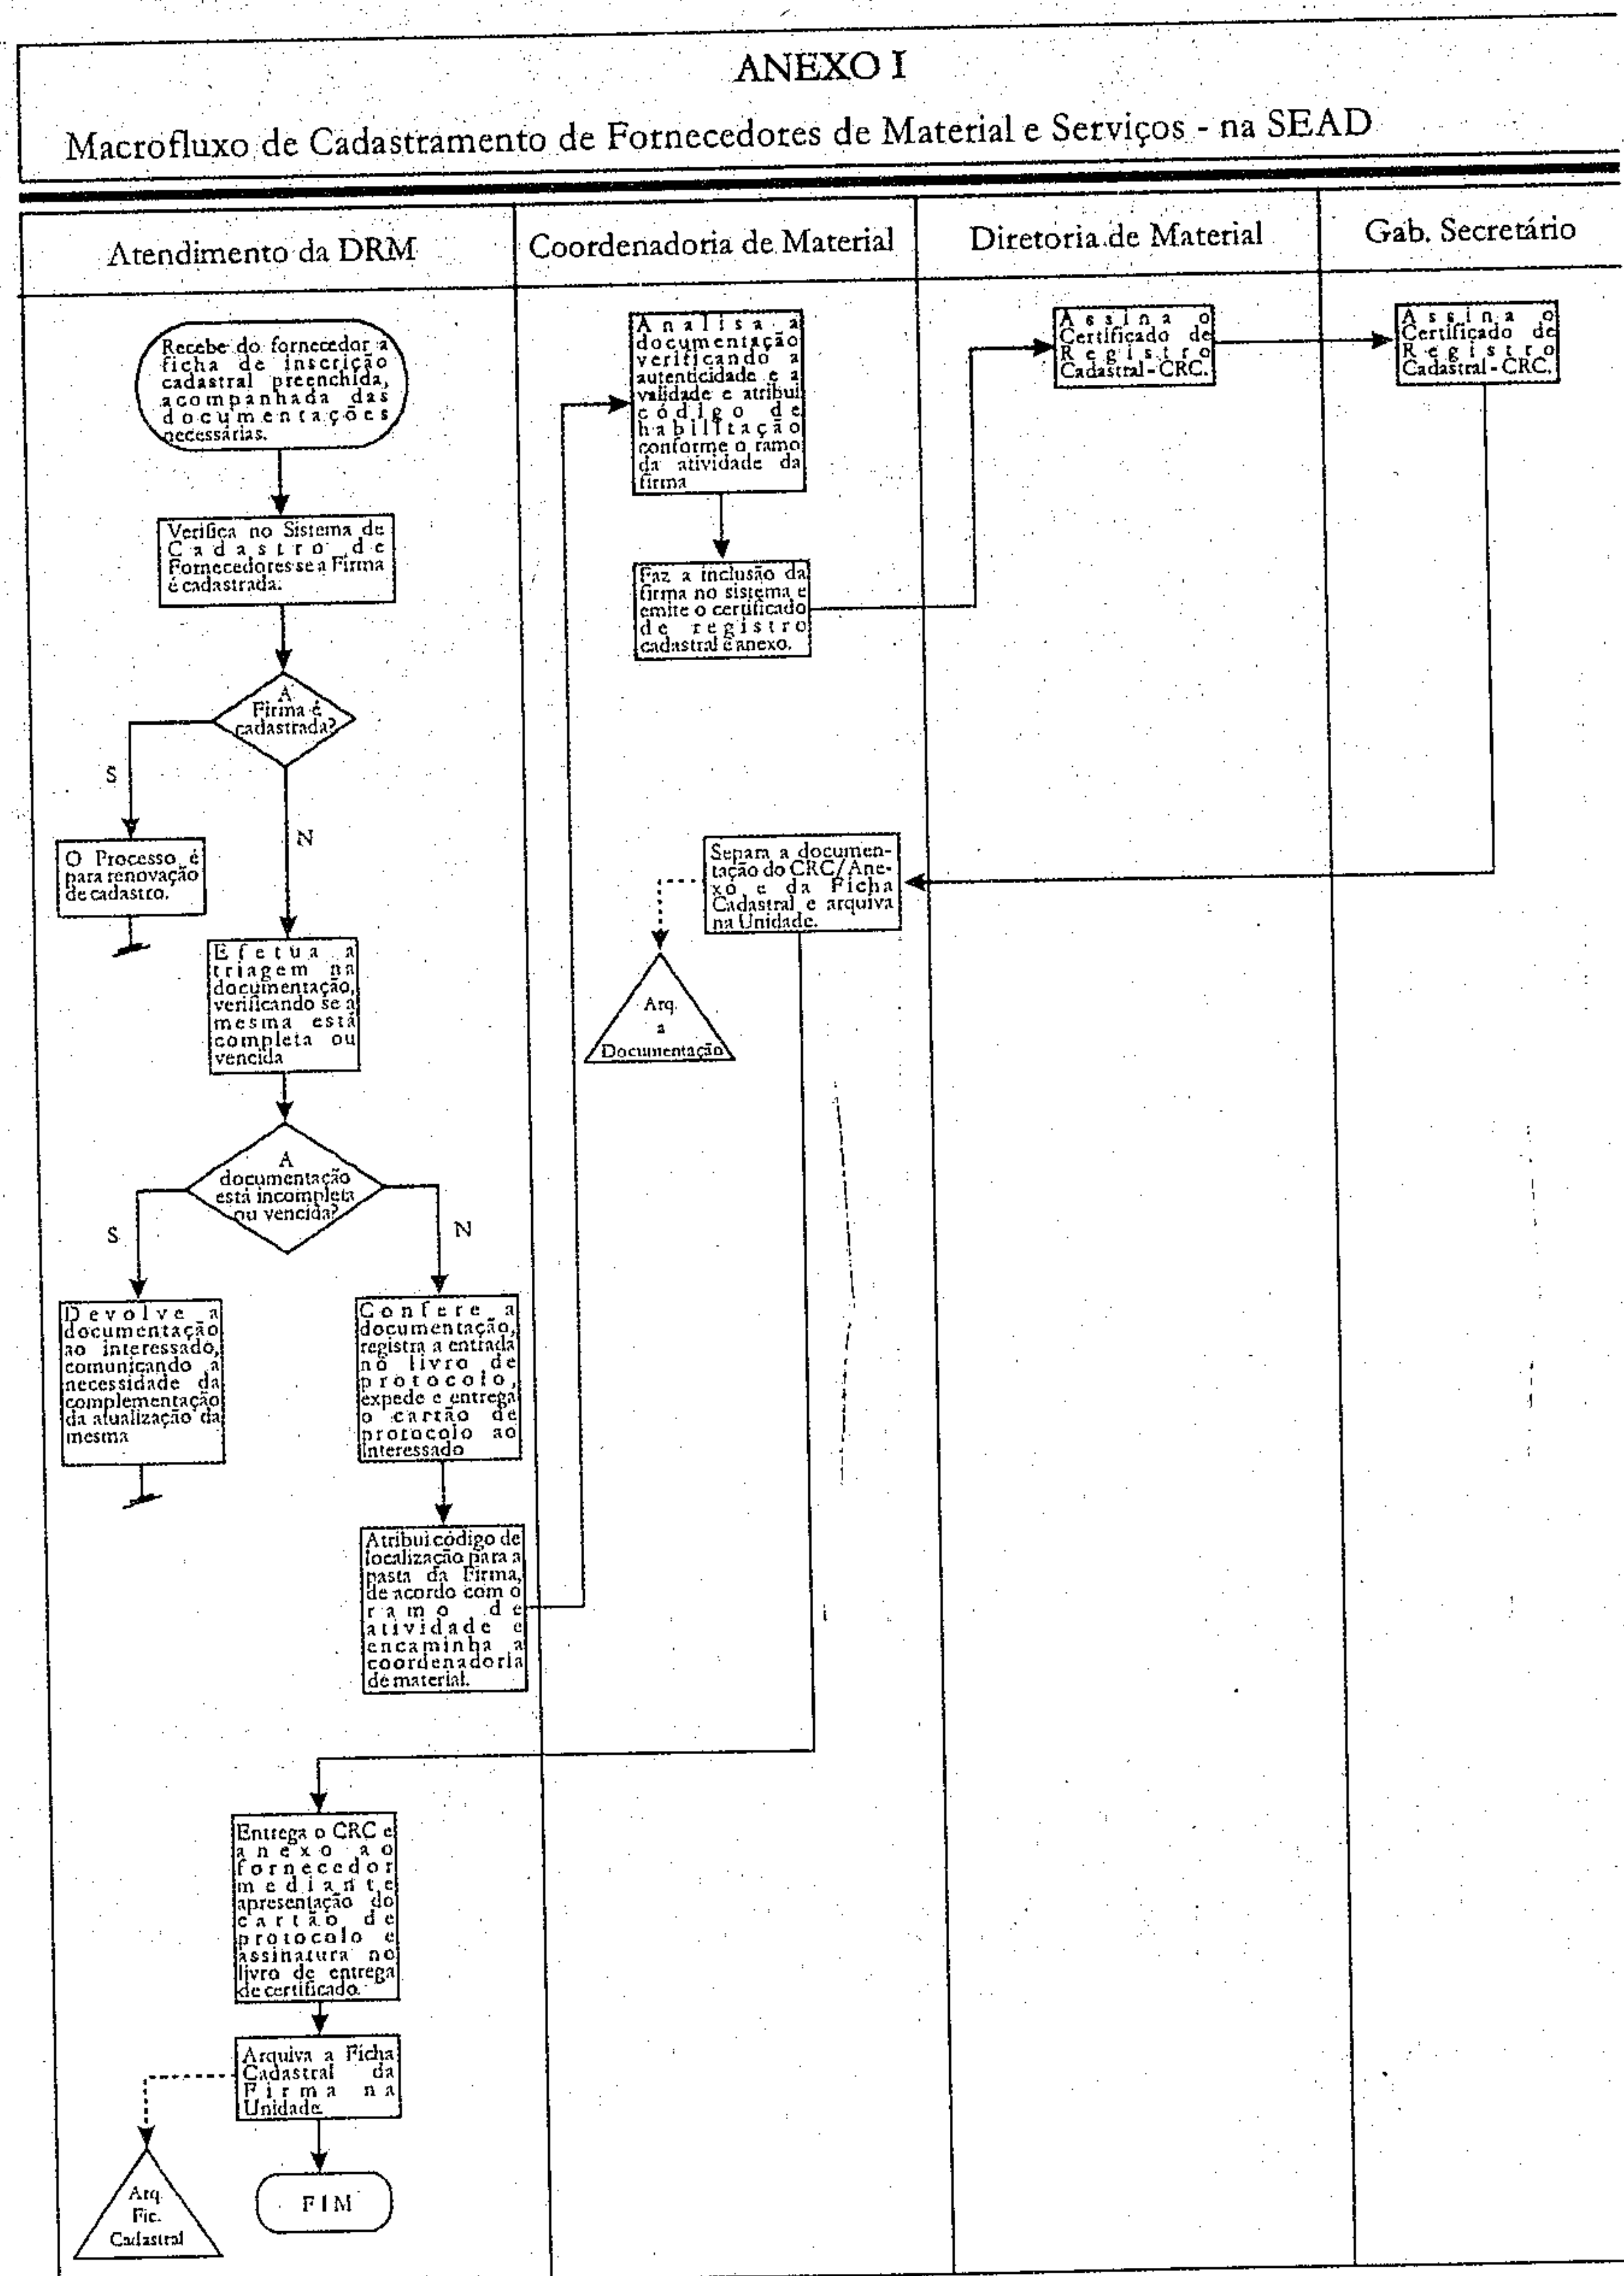 ANEXO I
Macrofluxo de Cadastramento de Fornecedores de Material e Serviços - na SEAD
Atendimento da DRM
Coordenadoria de Material
Diretoria de Material
Gab. Secretário
Recebe do fornecedor a
ficha de inscrição
cadastral preenchida,
acompanhada das
documentações
necessárias.
Verifica no Sistema de
Cadastro de
Fornecedores se a Firma
é cadastrada.
A
Firma é
cadastrada?
S
N
O Processo é
para renovação
de cadastro.
Efetua a
triagem na
documentação,
verificando se a
mesma está
completa ou
vencida
A
documentação
está incompleta
ou vencida?
S
N
Devolve a
documentação
ao interessado,
comunicando a
necessidade da
complementação
da atualização da
mesma
Confere a
documentação,
registra a entrada
no livro de
protocolo,
expede e entrega
o cartão de
protocolo ao
interessado
Atribui código de
localização para a
pasta da Firma,
de acordo com o
ramo de
atividade e
encaminha a
coordenadoria
de material.
Analisa a
documentação
verificando a
autenticidade e a
validade e atribui
código de
habilitação
conforme o ramo
da atividade da
firma
Faz a inclusão da
firma no sistema e
emite o certificado
de registro
cadastral e anexo.
Assina o
Certificado de
Registro
Cadastral-CRC.
Assina o
Certificado de
Registro
Cadastral-CRC.
Separa a documen-
tação do CRC/Ane-
xo e da Ficha
Cadastral e arquiva
na Unidade.
Arq.
a
Documentação
Entrega o CRC e
anexo ao
fornecedor
mediante
apresentação do
cartão de
protocolo e
assinatura no
livro de entrega
de certificado.
Arquiva a Ficha
Cadastral da
Firma na
Unidade
Arq.
Fic.
Cadastral
FIM